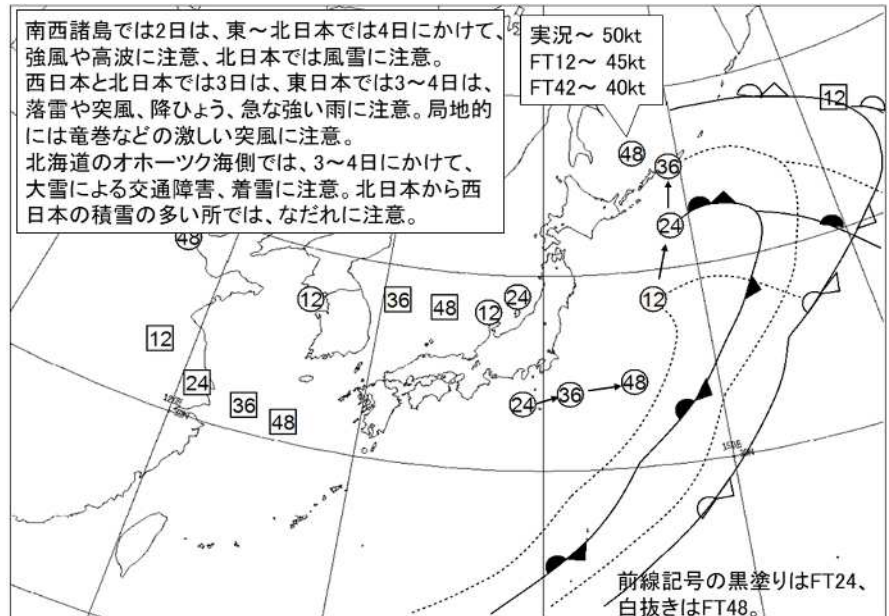 南西諸島では2日は、東～北日本では4日にかけて、
強風や高波に注意、北日本では風雪に注意。
西日本と北日本では3日は、東日本では3～4日は、
落雷や突風、降ひょう、急な強い雨に注意。局地的
には竜巻などの激しい突風に注意。
北海道のオホーツク海側では、3～4日にかけて、
大雪による交通障害、着雪に注意。北日本から西
日本の積雪の多い所では、なだれに注意。
実況～ 50kt
FT12～ 45kt
FT42～ 40kt
12
48
36
24
48
12
36
48
12
24
12
12
24
36
48
24
36
48
150E
30N
前線記号の黒塗りはFT24、
白抜きはFT48。